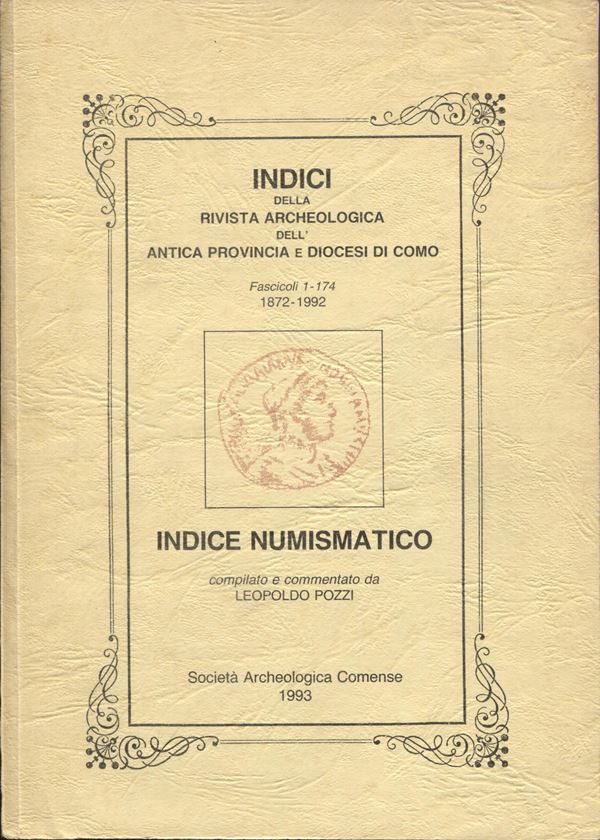 INDICI
DELLA
RIVISTA ARCHEOLOGICA
DELL'
ANTICA PROVINCIA E DIOCESI DI COMO
Fascicoli 1-174
1872-1992
INDICE NUMISMATICO
compilato e commentato da
LEOPOLDO POZZI
Società Archeologica Comense
1993